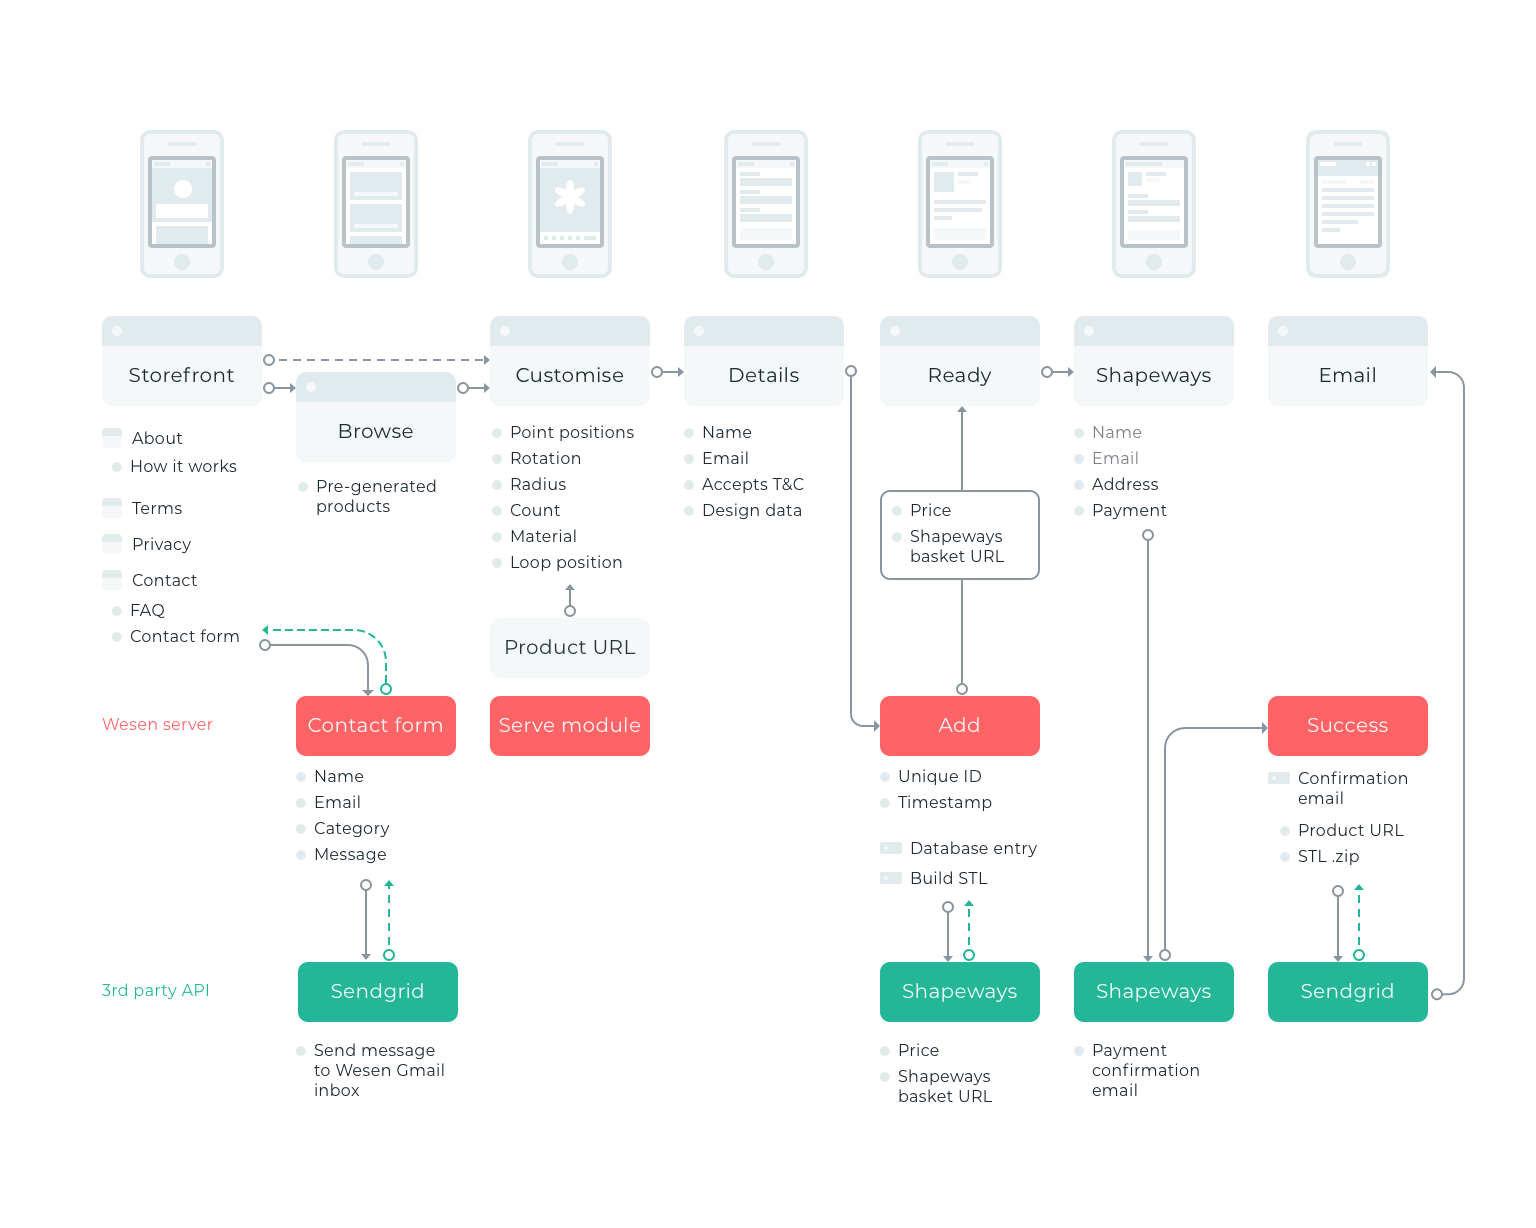 Storefront
Browse
Customise
Details
Ready
Shapeways
Email
About
How it works
Terms
Privacy
Contact
FAQ
Contact form
Pre-generated
products
Point positions
Rotation
Radius
Count
Material
Loop position
Product URL
Name
Email
Accepts T&C
Design data
Price
Shapeways
basket URL
Name
Email
Address
Payment
Wesen server
Contact form
Serve module
Add
Success
Name
Email
Category
Message
Unique ID
Timestamp
Database entry
Build STL
Confirmation
email
Product URL
STL .zip
3rd party API
Sendgrid
Shapeways
Shapeways
Sendgrid
Send message
to Wesen Gmail
inbox
Price
Shapeways
basket URL
Payment
confirmation
email